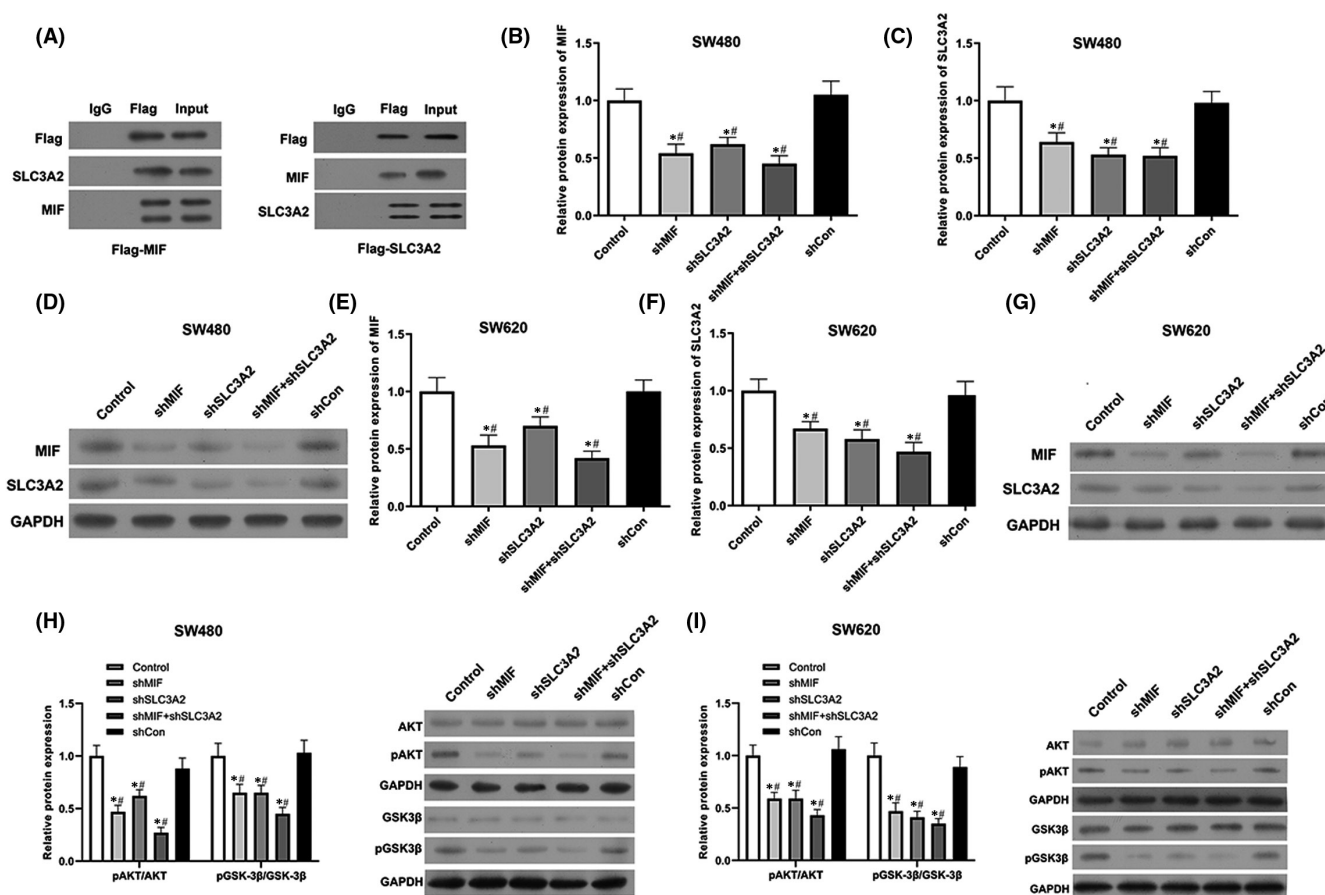 (A)
IgG Flag Input
Flag
SLC3A2
MIF
Flag-MIF
IgG Flag Input
Flag
MIF
SLC3A2
Flag-SLC3A2
(B)
SW480
Relative protein expression of MIF
1.5
1.0
0.5
0.0
Control
shMIF
shSLC3A2
shMIF+shSLC3A2
shCon
*#
*#
*#
(C)
SW480
Relative protein expression of SLC3A2
1.5
1.0
0.5
0.0
Control
shMIF
shSLC3A2
shMIF+shSLC3A2
shCon
*#
*#
*#
(D)
SW480
Control
shMIF
shSLC3A2
shMIF+shSLC3A2
shCon
MIF
SLC3A2
GAPDH
(E)
SW620
Relative protein expression of MIF
1.5
1.0
0.5
0.0
Control
shMIF
shSLC3A2
shMIF+shSLC3A2
shCon
*#
*#
*#
(F)
SW620
Relative protein expression of SLC3A2
1.5
1.0
0.5
0.0
Control
shMIF
shSLC3A2
shMIF+shSLC3A2
shCon
*#
*#
*#
(G)
SW620
Control
shMIF
shSLC3A2
shMIF+shSLC3A2
shCon
MIF
SLC3A2
GAPDH
(H)
SW480
Control
shMIF
shSLC3A2
shMIF+shSLC3A2
shCon
Relative protein expression
1.5
1.0
0.5
0.0
*#
*#
*#
*#
*#
*#
pAKT/AKT
pGSK-3β/GSK-3β
Control
shMIF
shSLC3A2
shMIF+shSLC3A2
shCon
AKT
pAKT
GAPDH
GSK3β
pGSK3β
GAPDH
(I)
SW620
Control
shMIF
shSLC3A2
shMIF+shSLC3A2
shCon
Relative protein expression
1.5
1.0
0.5
0.0
*#
*#
*#
*#
*#
*#
pAKT/AKT
pGSK-3β/GSK-3β
Control
shMIF
shSLC3A2
shMIF+shSLC3A2
shCon
AKT
pAKT
GAPDH
GSK3β
pGSK3β
GAPDH